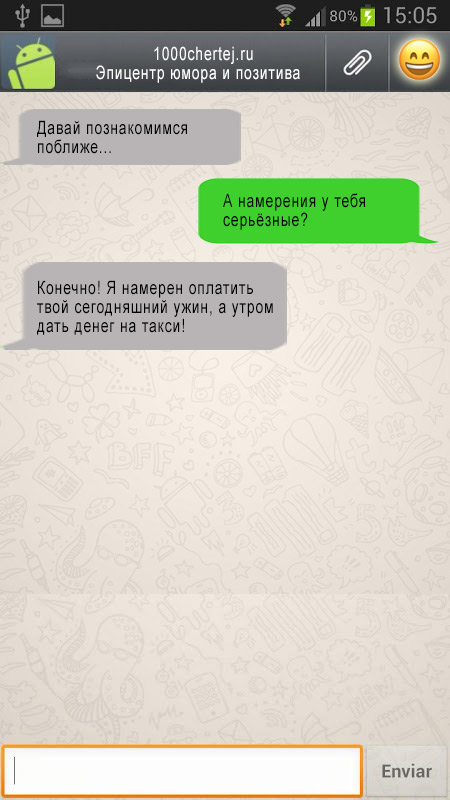 80% 15:05
1000chertej.ru
Эпицентр юмора и позитива
Давай познакомимся
поближе...
А намерения у тебя
серьёзные?
Конечно! Я намерен оплатить
твой сегодняшний ужин, а утром
дать денег на такси!
BFF
Enviar